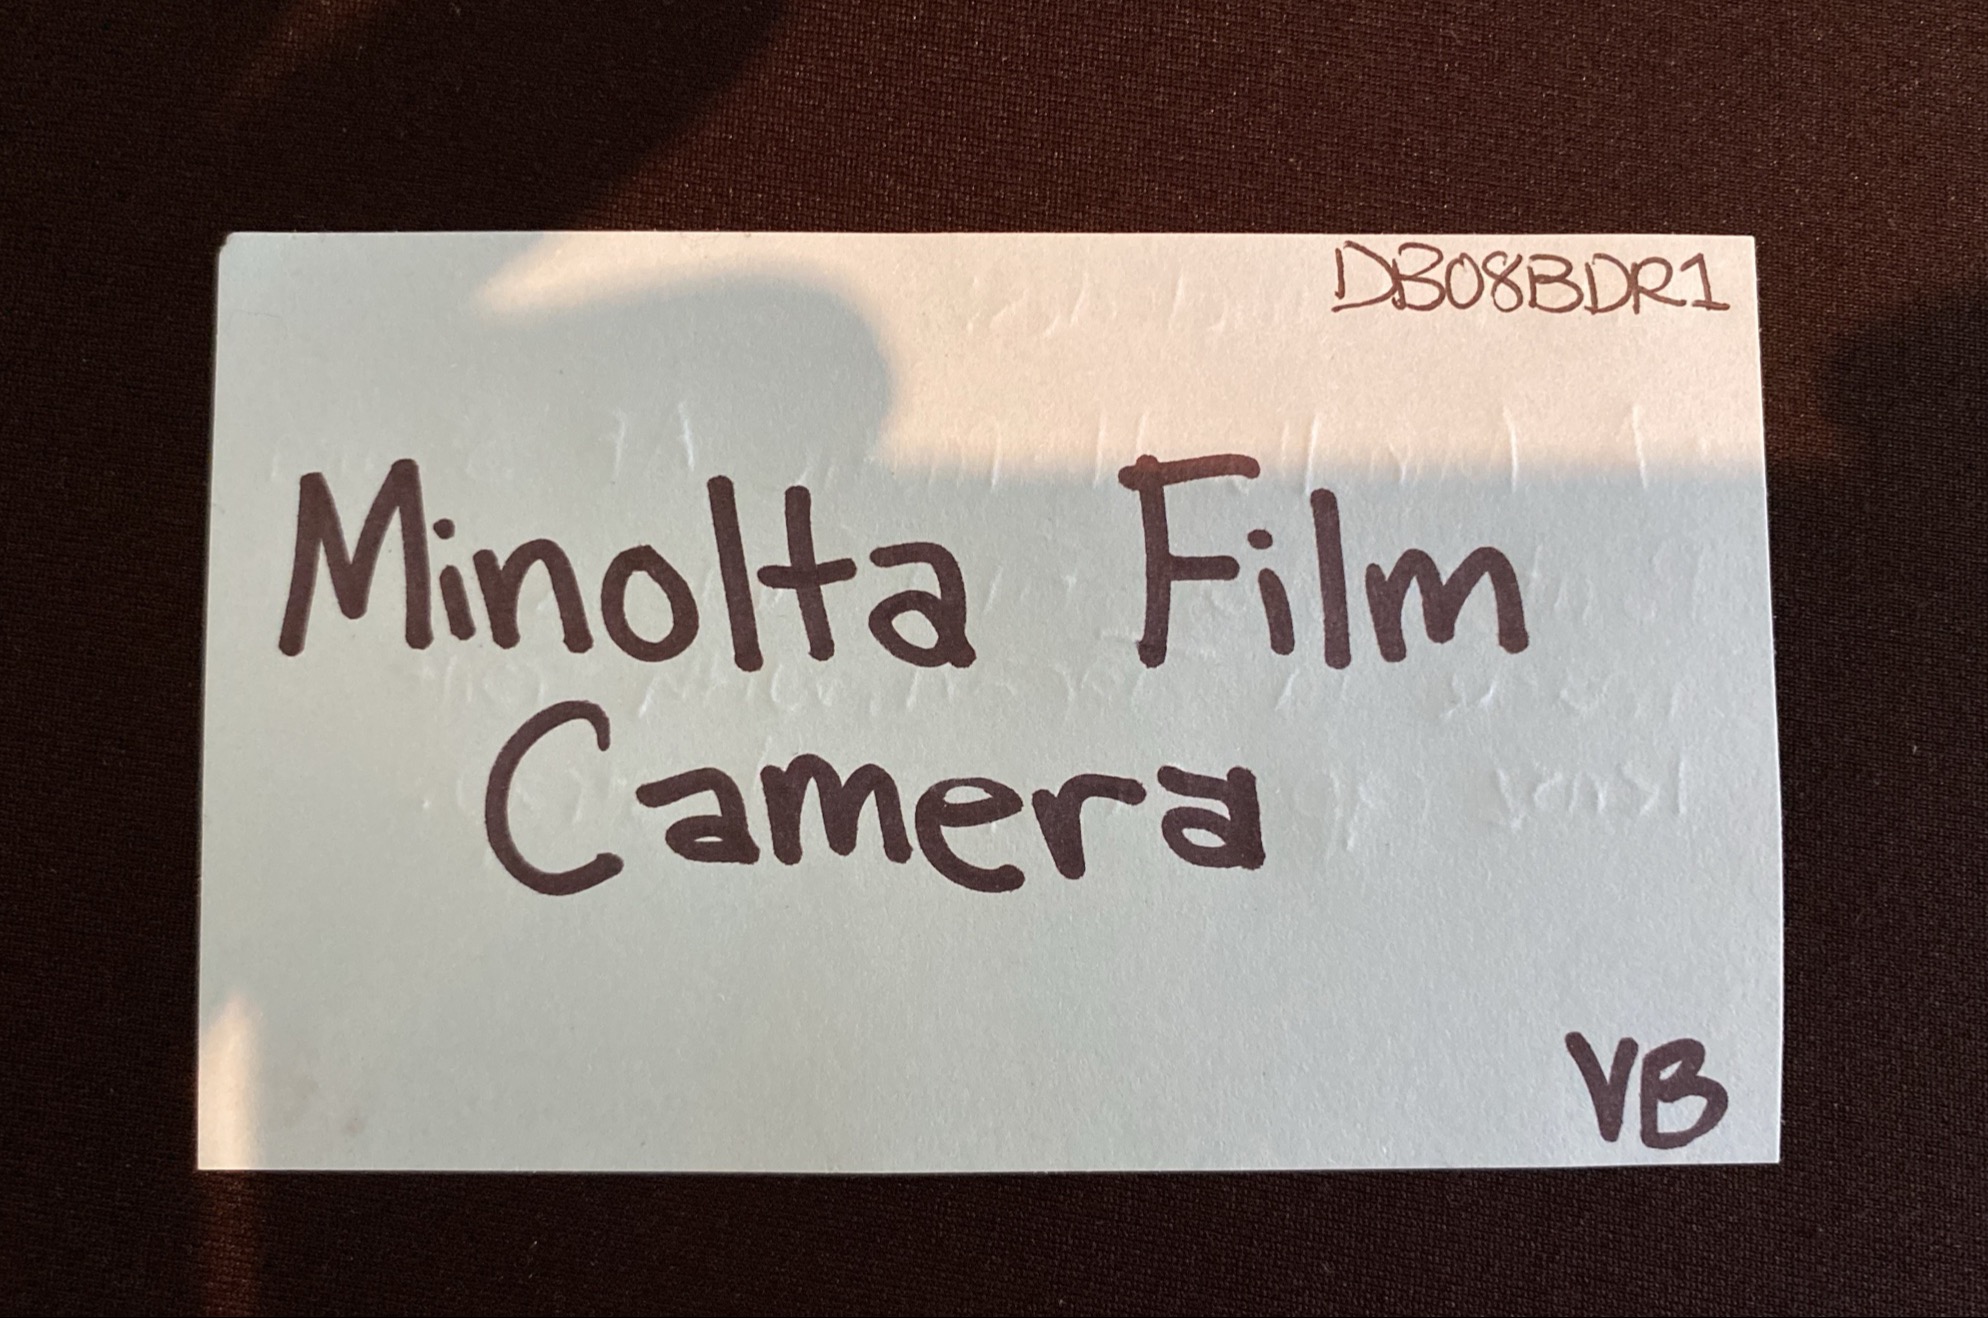 DB08BDR1
Minolta Film
Camera
VB